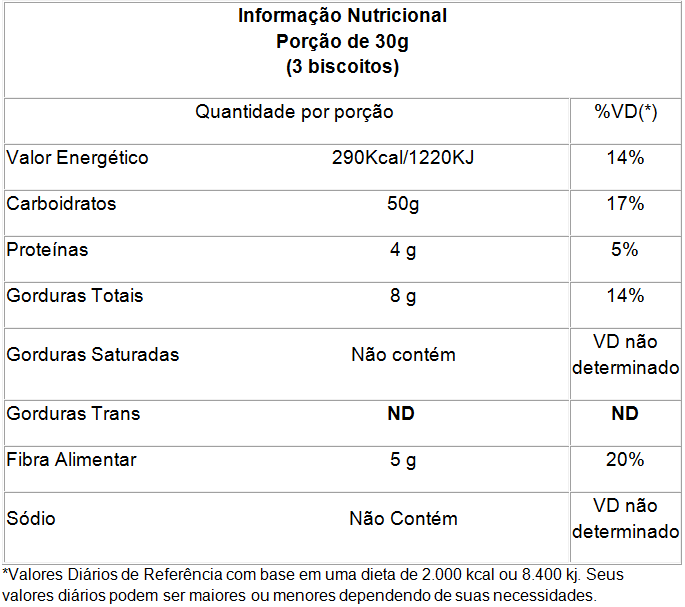 Informação Nutricional
Porção de 30g
(3 biscoitos)
Quantidade por porção %VD(*)
Valor Energético 290Kcal/1220KJ 14%
Carboidratos 50g 17%
Proteínas 4 g 5%
Gorduras Totais 8 g 14%
Gorduras Saturadas Não contém VD não
determinado
Gorduras Trans ND ND
Fibra Alimentar 5 g 20%
Sódio Não Contém VD não
determinado
*Valores Diários de Referência com base em uma dieta de 2.000 kcal ou 8.400 kj. Seus
valores diários podem ser maiores ou menores dependendo de suas necessidades.